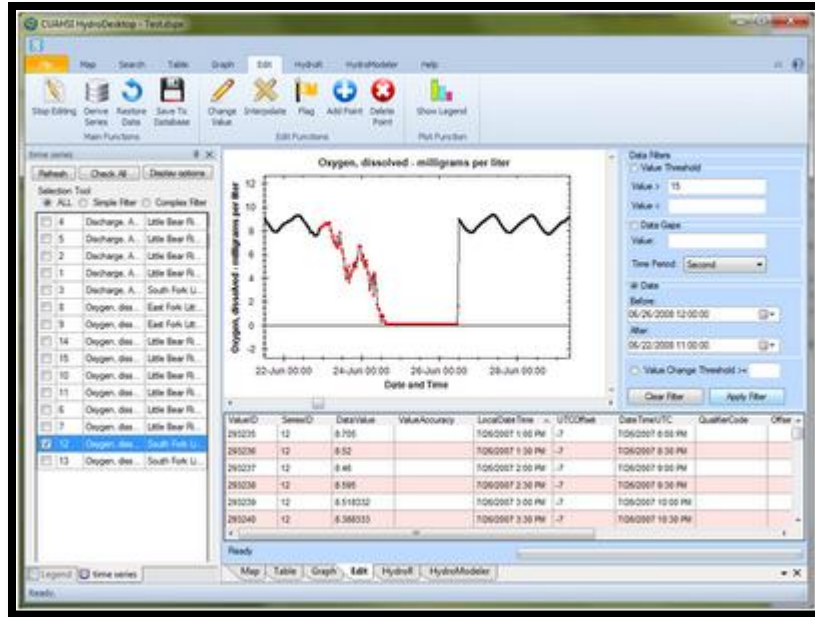 CUAHSI HydroDesktop - Test.dspx
Map Search Table Graph Edit HydroR HydroModeler Help
Stop Editing Derive Series Restore Data Save To Database Change Value Interpolate Flag Add Point Delete Point Show Legend
Main Functions Edit Functions Plot Function
time series
Refresh Check All Display options
Selection Tool
ALL Simple Filter Complex Filter
4 Discharge. A... Little Bear Ri...
5 Discharge. A... Little Bear Ri...
2 Discharge. A... Little Bear Ri...
1 Discharge. A... Little Bear Ri...
3 Discharge. A... South Fork Li...
8 Oxygen, diss... East Fork Litt...
9 Oxygen, diss... East Fork Litt...
14 Oxygen, diss... Little Bear Ri...
15 Oxygen, diss... Little Bear Ri...
10 Oxygen, diss... Little Bear Ri...
11 Oxygen, diss... Little Bear Ri...
6 Oxygen, diss... Little Bear Ri...
7 Oxygen, diss... Little Bear Ri...
12 Oxygen, diss... South Fork Li...
13 Oxygen, diss... South Fork Li...
Legend time series
Oxygen, dissolved - milligrams per liter
Oxygen, dissolved - milligrams per liter
12
10
8
6
4
2
0
-2
22-Jun 00:00 24-Jun 00:00 26-Jun 00:00 28-Jun 00:00
Date and Time
Data Filters
Value Threshold
Value > 15
Value <
Data Gaps
Value:
Time Period: Second
Date
Before:
06/26/2008 12:00:00
After:
06/22/2008 11:00:00
Value Change Threshold >=
Clear Filter Apply Filter
ValueID SeriesID DataValue ValueAccuracy LocalDateTime UTCOffset DateTimeUTC QualifierCode Offset
293235 12 8.705 7/26/2007 1:00 PM -7 7/26/2007 8:00 PM
293236 12 8.52 7/26/2007 1:30 PM -7 7/26/2007 8:30 PM
293237 12 8.46 7/26/2007 2:00 PM -7 7/26/2007 9:00 PM
293238 12 8.595 7/26/2007 2:30 PM -7 7/26/2007 9:30 PM
293239 12 8.518332 7/26/2007 3:00 PM -7 7/26/2007 10:00 PM
293240 12 8.388333 7/26/2007 3:30 PM -7 7/26/2007 10:30 PM
Ready
Map Table Graph Edit HydroR HydroModeler
Ready.